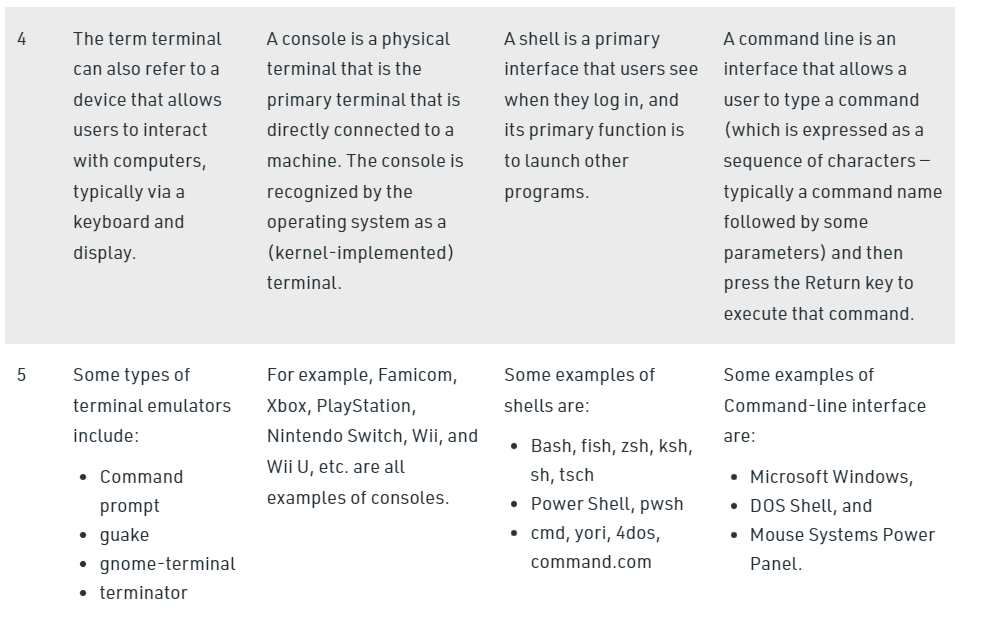 4
The term terminal
can also refer to a
device that allows
users to interact
with computers,
typically via a
keyboard and
display.
A console is a physical
terminal that is the
primary terminal that is
directly connected to a
machine. The console is
recognized by the
operating system as a
(kernel-implemented)
terminal.
A shell is a primary
interface that users see
when they log in, and
its primary function is
to launch other
programs.
A command line is an
interface that allows a
user to type a command
(which is expressed as a
sequence of characters —
typically a command name
followed by some
parameters) and then
press the Return key to
execute that command.
5
Some types of
terminal emulators
include:
• Command
prompt
• guake
• gnome-terminal
• terminator
For example, Famicom,
Xbox, PlayStation,
Nintendo Switch, Wii, and
Wii U, etc. are all
examples of consoles.
Some examples of
shells are:
• Bash, fish, zsh, ksh,
sh, tsch
• Power Shell, pwsh
• cmd, yori, 4dos,
command.com
Some examples of
Command-line interface
are:
• Microsoft Windows,
• DOS Shell, and
• Mouse Systems Power
Panel.